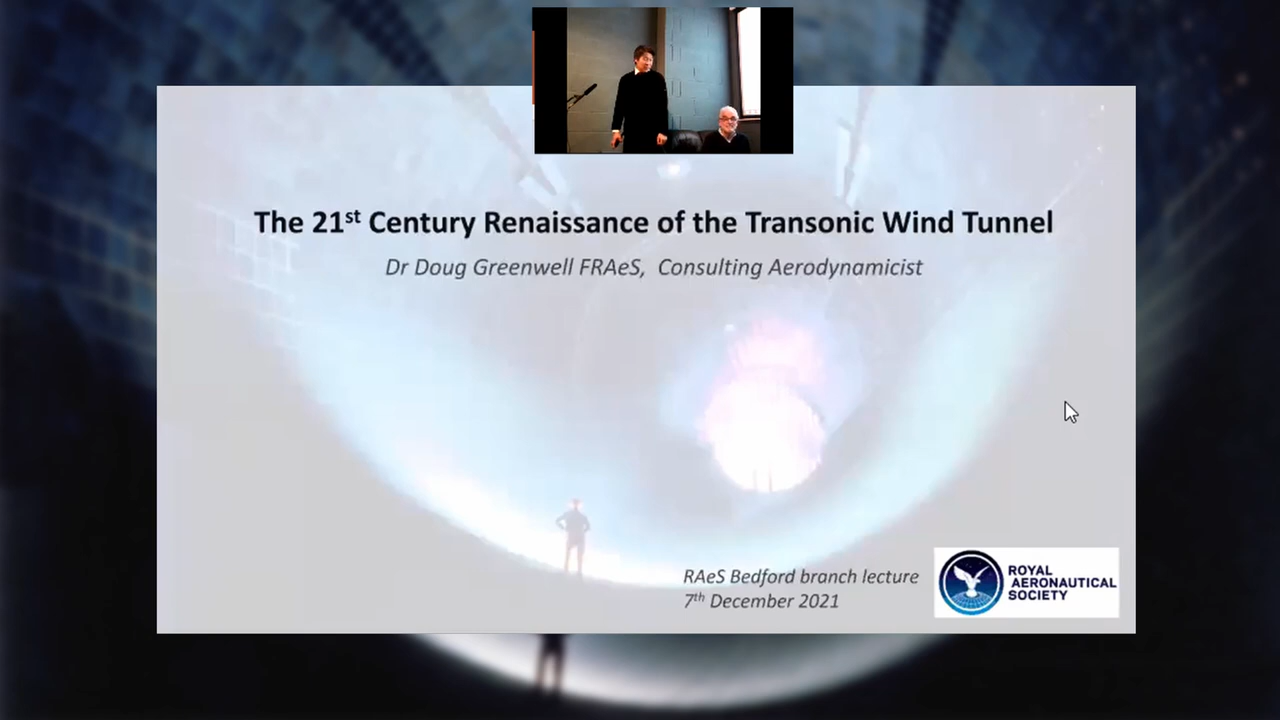 The 21st Century Renaissance of the Transonic Wind Tunnel
Dr Doug Greenwell FRAeS, Consulting Aerodynamicist
RAeS Bedford branch lecture
7th December 2021
ROYAL
AERONAUTICAL
SOCIETY